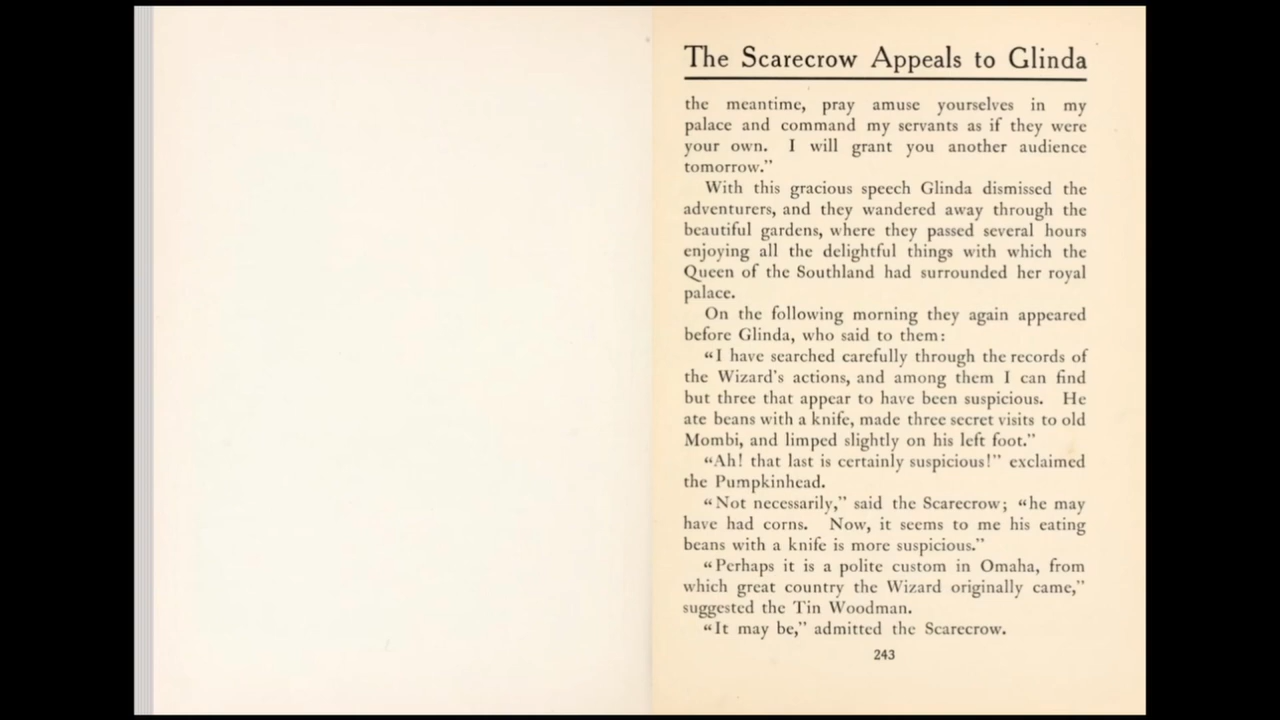 The Scarecrow Appeals to Glinda
the meantime, pray amuse yourselves in my
palace and command my servants as if they were
your own. I will grant you another audience
tomorrow.”
With this gracious speech Glinda dismissed the
adventurers, and they wandered away through the
beautiful gardens, where they passed several hours
enjoying all the delightful things with which the
Queen of the Southland had surrounded her royal
palace.
On the following morning they again appeared
before Glinda, who said to them:
“I have searched carefully through the records of
the Wizard's actions, and among them I can find
but three that appear to have been suspicious. He
ate beans with a knife, made three secret visits to old
Mombi, and limped slightly on his left foot.”
“Ah! that last is certainly suspicious!” exclaimed
the Pumpkinhead.
“Not necessarily,” said the Scarecrow; “he may
have had corns. Now, it seems to me his eating
beans with a knife is more suspicious.”
“Perhaps it is a polite custom in Omaha, from
which great country the Wizard originally came,”
suggested the Tin Woodman.
“It may be,” admitted the Scarecrow.
243